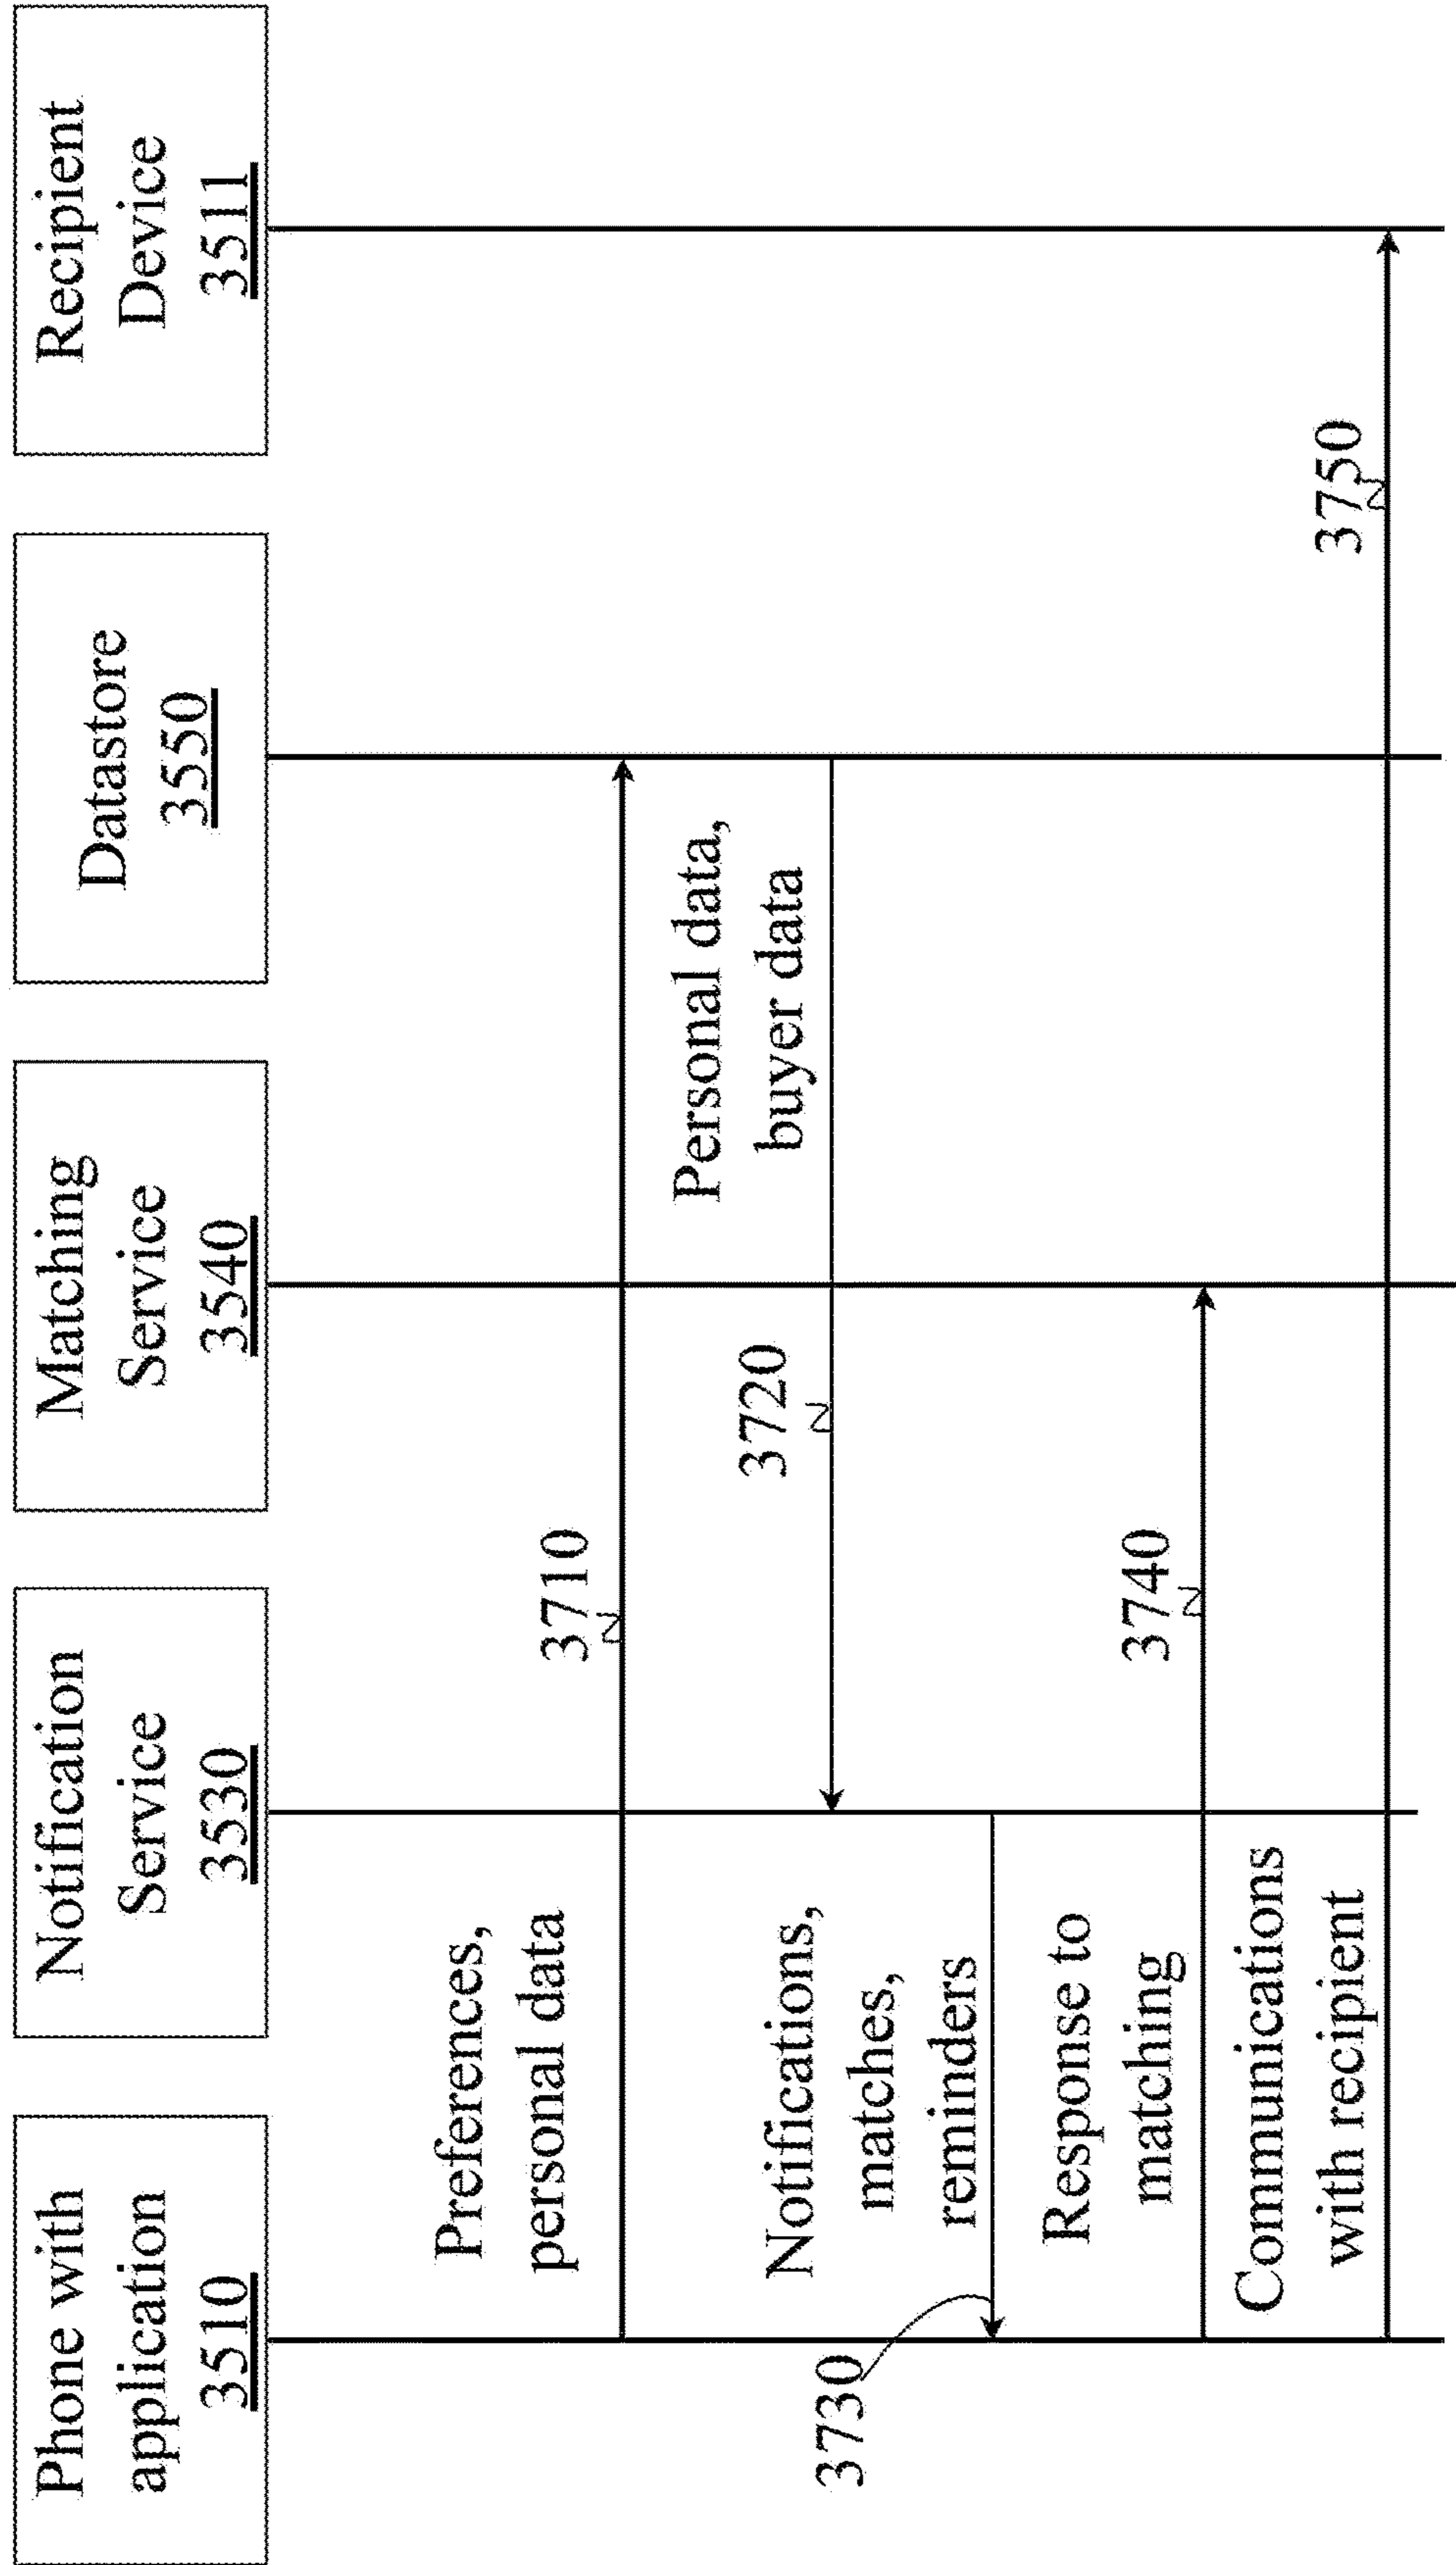 Phone with
application
3510
Notification
Service
3530
Matching
Service
3540
Datastore
3550
Recipient
Device
3511
Preferences,
personal data
3710
Personal data,
buyer data
3720
Notifications,
matches,
reminders
3730
Response to
matching
3740
Communications
with recipient
3750